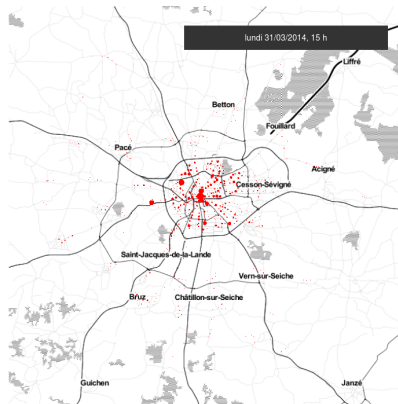 lundi 31/03/2014, 15 h
Liffré
Betton
Fouillard
Pacé
Acigné
Cesson-Sévigné
Saint-Jacques-de-la-Lande
Vern-sur-Seiche
Bruz
Châtillon-sur-Seiche
Guichen
Janzé